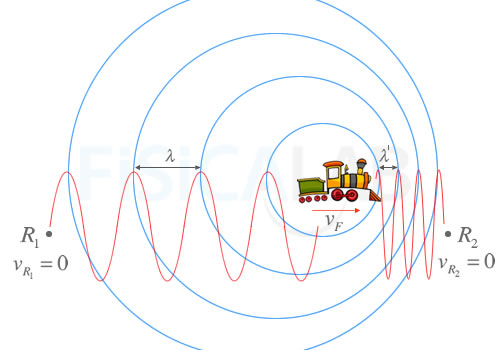 FISICALAB
λ
λ'
v_F
R₁
v_R₁ = 0
R₂
v_R₂ = 0